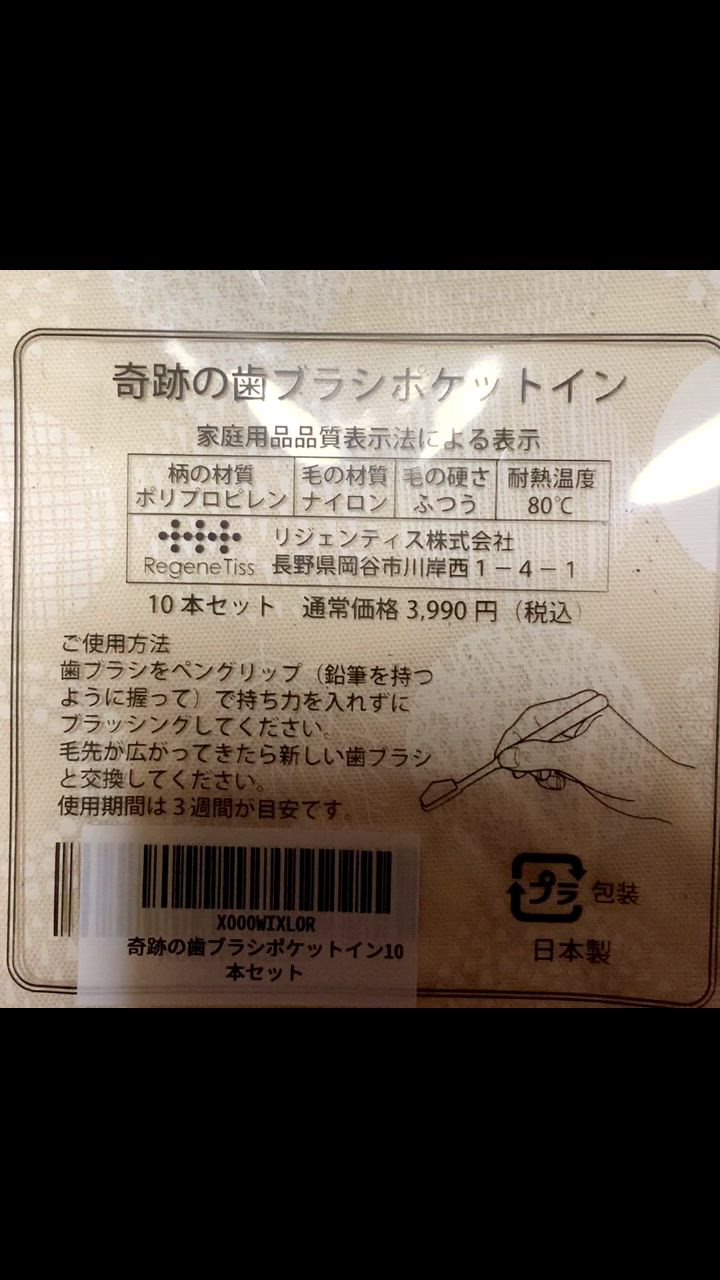 奇跡の歯ブラシポケットイン
家庭用品品質表示法による表示
柄の材質 毛の材質 毛の硬さ 耐熱温度
ポリプロピレン ナイロン ふつう 80℃
リジェンティス株式会社
RegeneTiss 長野県岡谷市川岸西1－4－1
10本セット 通常価格 3,990円（税込）
ご使用方法
歯ブラシをペングリップ（鉛筆を持つ
ように握って）で持ち力を入れずに
ブラッシングしてください。
毛先が広がってきたら新しい歯ブラシ
と交換してください。
使用期間は3週間が目安です。
X000WIXLOR
奇跡の歯ブラシポケットイン10
本セット
プラ 包装
日本製